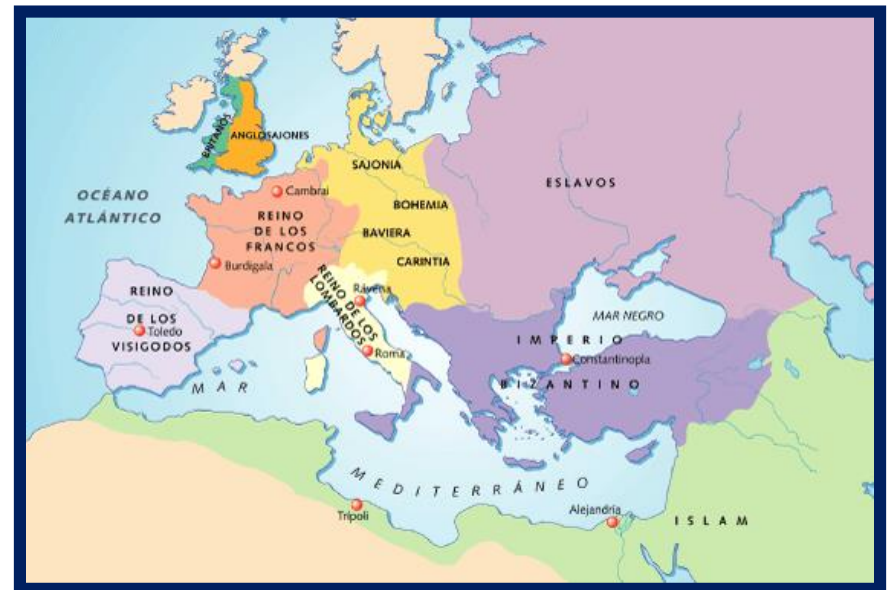 BRITANOS
ANGLOSAJONES
SAJONIA
OCÉANO
ATLÁNTICO
Cambrai
REINO
DE LOS
FRANCOS
BOHEMIA
BAVIERA
CARINTIA
ESLAVOS
Burdigala
REINO
DE LOS
VISIGODOS
Toledo
REINO DE LOS
LOMBARDOS
Rávena
Roma
MAR NEGRO
IMPERIO
BIZANTINO
Constantinopla
MAR
MEDITERRÁNEO
Trípoli
Alejandría
ISLAM